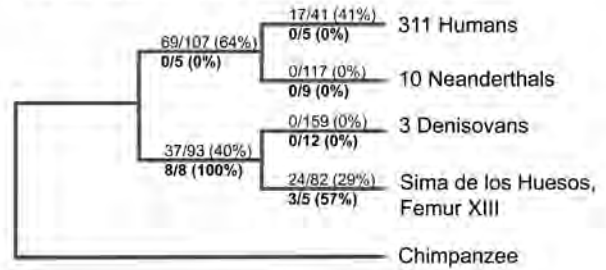 17/41 (41%)
0/5 (0%)
311 Humans
69/107 (64%)
0/5 (0%)
0/117 (0%)
0/9 (0%)
10 Neanderthals
0/159 (0%)
0/12 (0%)
3 Denisovans
37/93 (40%)
8/8 (100%)
24/82 (29%)
3/5 (57%)
Sima de los Huesos,
Femur XIII
Chimpanzee